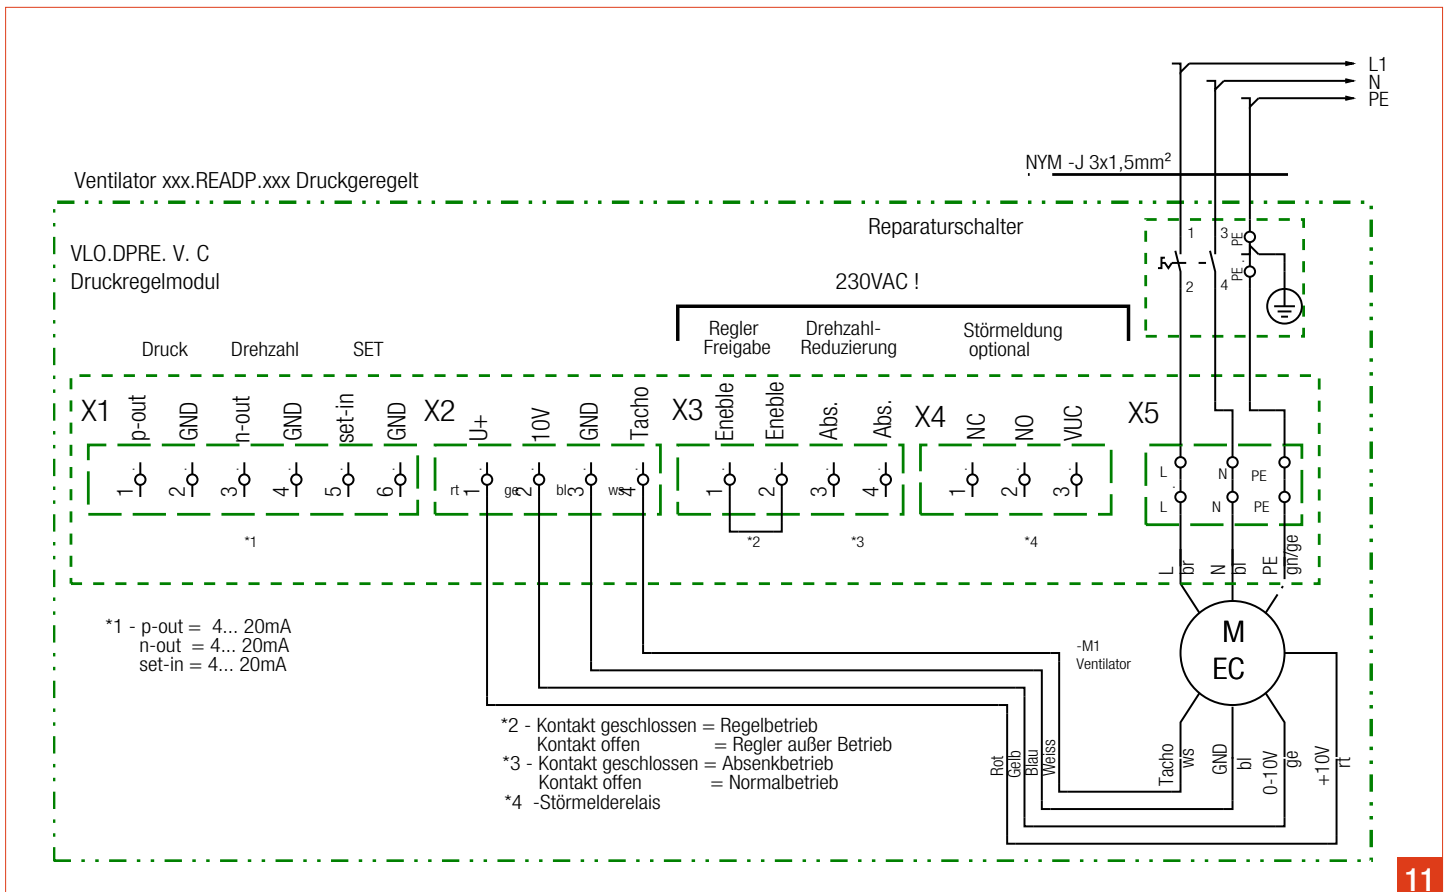 L1
N
PE
NYM -J 3x1,5mm²
Ventilator xxx.READP.xxx Druckgeregelt
Reparaturschalter
VLO.DPRE. V. C
Druckregelmodul
230VAC !
1 3 PE
2 4 PE
Druck Drehzahl SET
Regler Freigabe
Drehzahl-Reduzierung
Störmeldung optional
X1 p-out GND n-out GND set-in GND
X2 U+ 10V GND Tacho
X3 Eneble Eneble Abs. Abs.
X4 NC NO VUC
X5
1 2 3 4 5 6
rt 1 ge 2 bl 3 ws 4
1 2 3 4
1 2 3
L N PE
L N PE
*1 *2 *3 *4
L br N bl PE gn/ge
*1 - p-out = 4... 20mA
n-out = 4... 20mA
set-in = 4... 20mA
-M1
Ventilator
M
EC
*2 - Kontakt geschlossen = Regelbetrieb
Kontakt offen = Regler außer Betrieb
*3 - Kontakt geschlossen = Absenkbetrieb
Kontakt offen = Normalbetrieb
*4 -Störmelderelais
Rot
Gelb
Blau
Weiss
Tacho ws
GND bl
0-10V ge
+10V rt
11